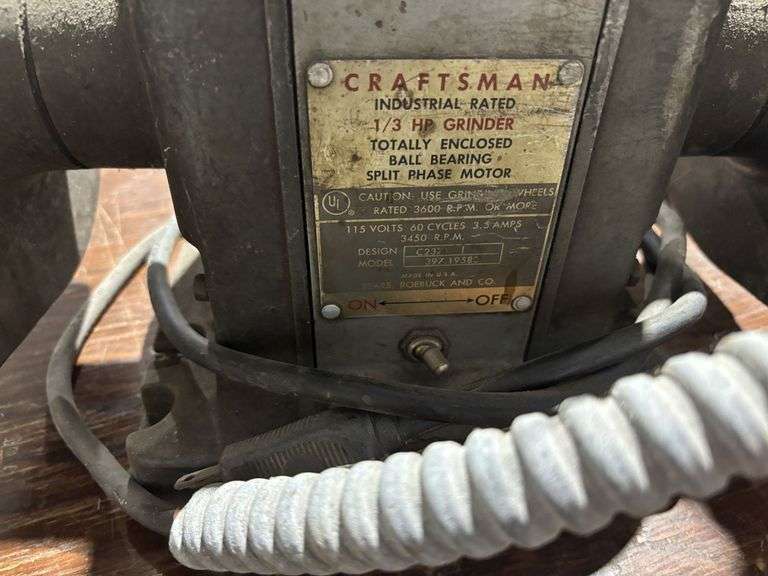 CRAFTSMAN
INDUSTRIAL RATED
1/3 HP GRINDER
TOTALLY ENCLOSED
BALL BEARING
SPLIT PHASE MOTOR
UL ® CAUTION: USE WHEELS
RATED 3600 R.P.M. OR MORE
115 VOLTS 60 CYCLES 3.5 AMPS
3450 R.P.M.
DESIGN
MODEL
MADE IN U.S.A.
SEARS, ROEBUCK AND CO.
ON OFF